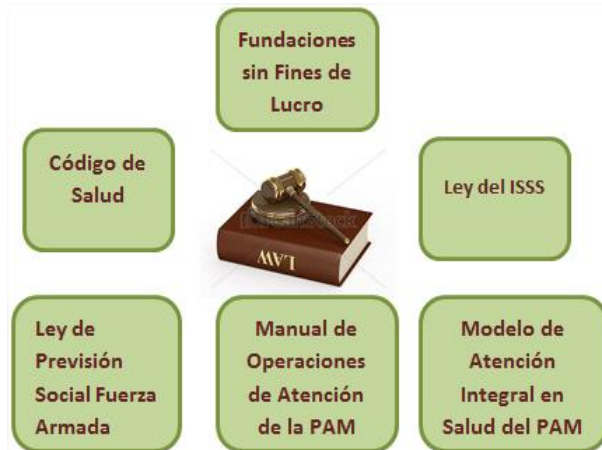 Fundaciones
sin Fines de
Lucro
Código de
Salud
Ley del ISSS
LAW
Ley de
Previsión
Social Fuerza
Armada
Manual de
Operaciones
de Atención
de la PAM
Modelo de
Atención
Integral en
Salud del PAM